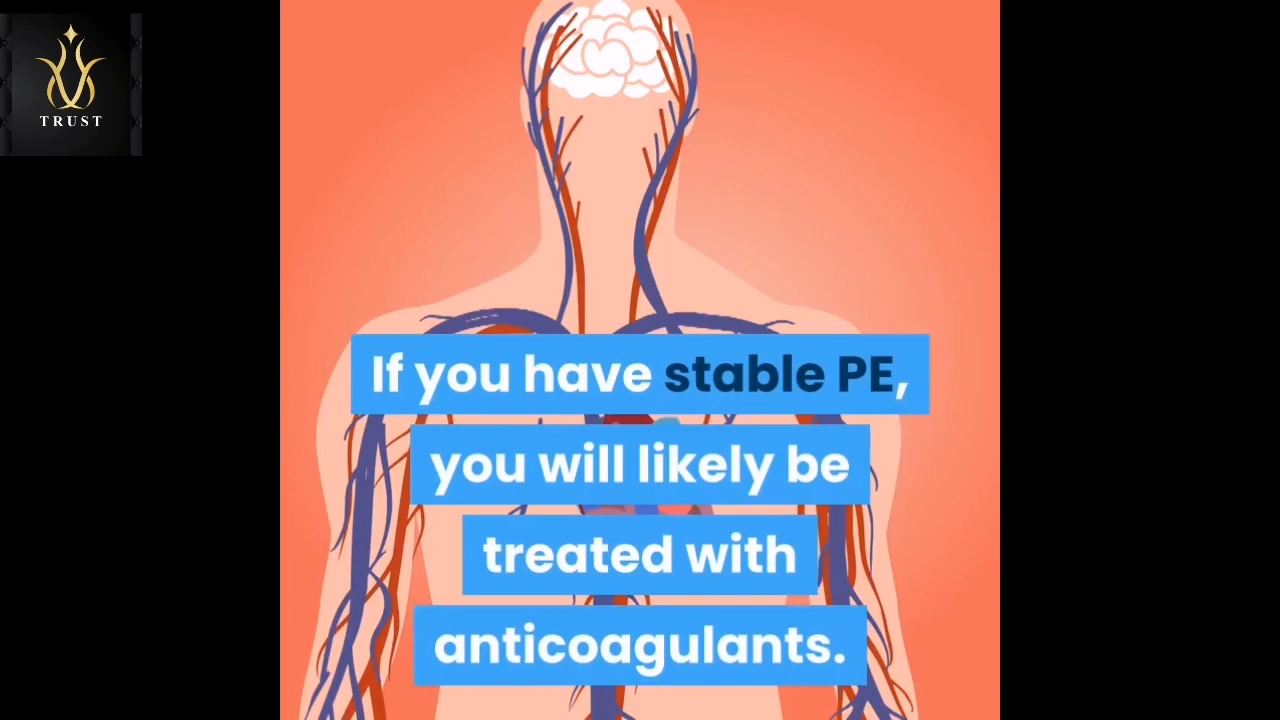 TRUST
If you have stable PE,
you will likely be
treated with
anticoagulants.